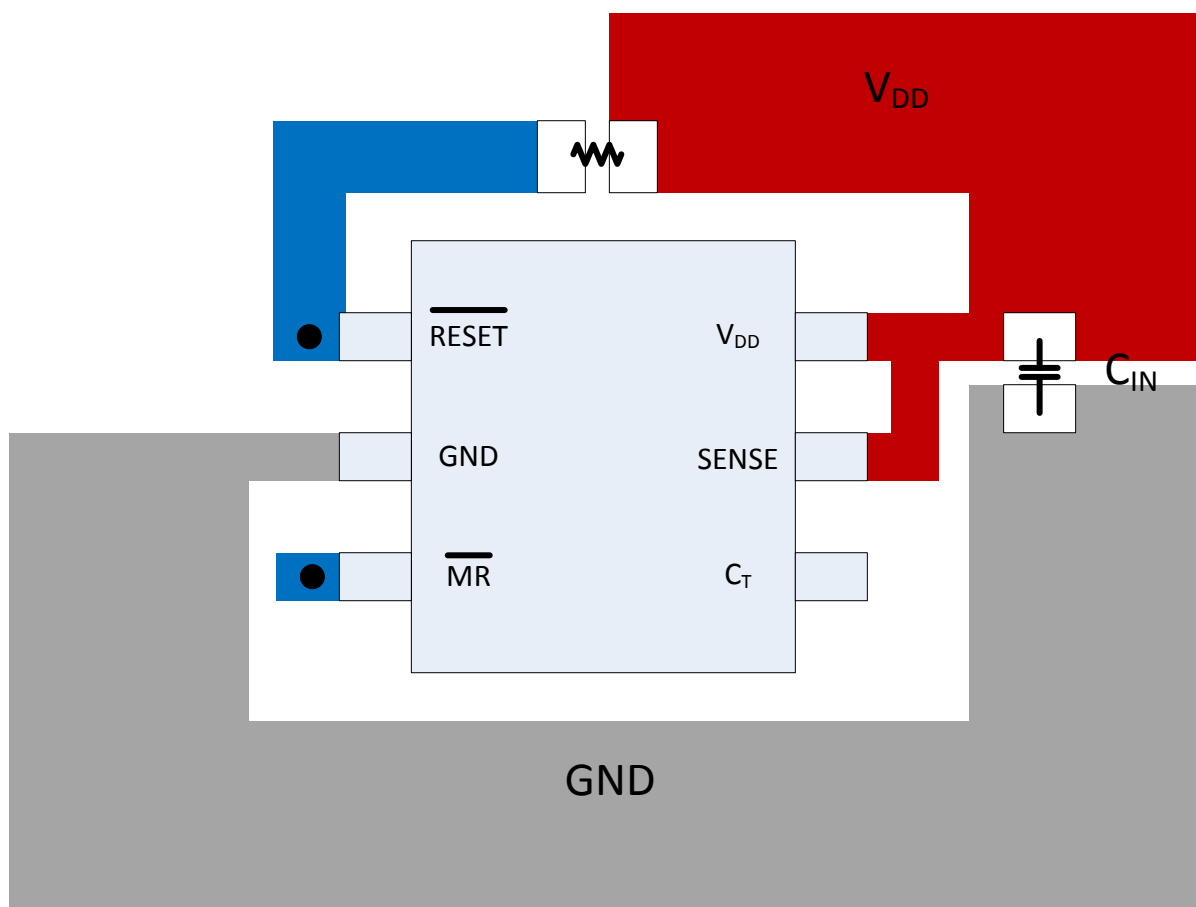 VDD
RESET
VDD
CIN
GND
SENSE
MR
CT
GND